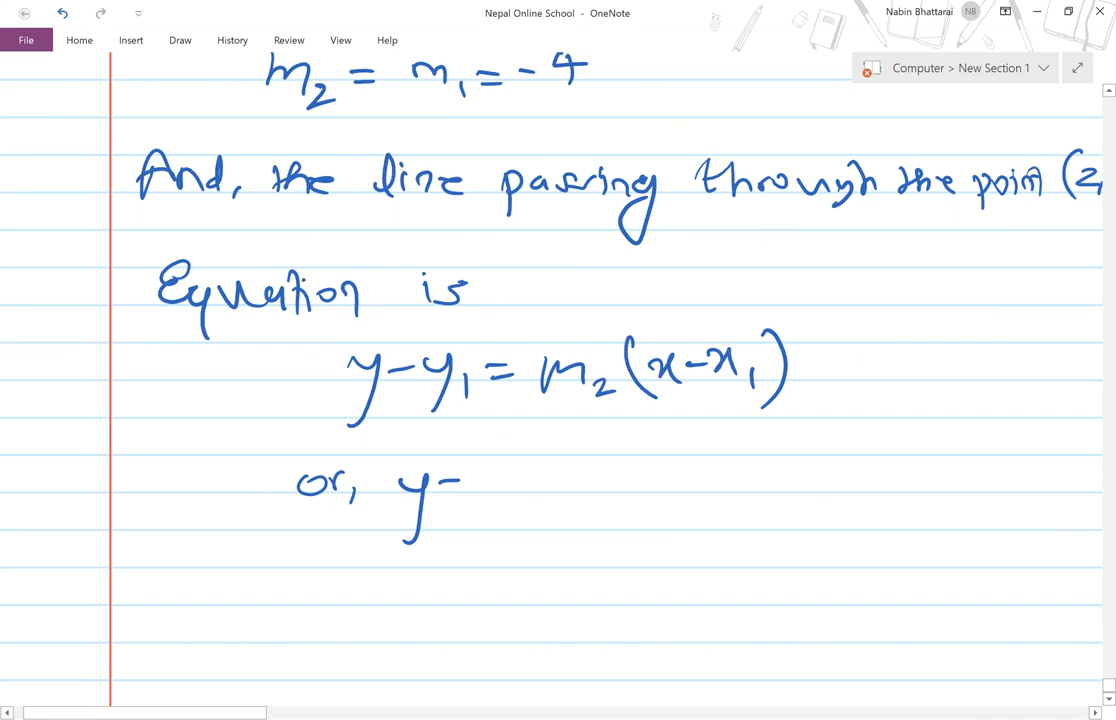 Nepal Online School - OneNote
Nabin Bhattarai NB
File Home Insert Draw History Review View Help
Computer > New Section 1
m₂ = m₁ = -4
And, the line passing through the point (2,
Equation is
y-y₁ = m₂(x-x₁)
or, y-